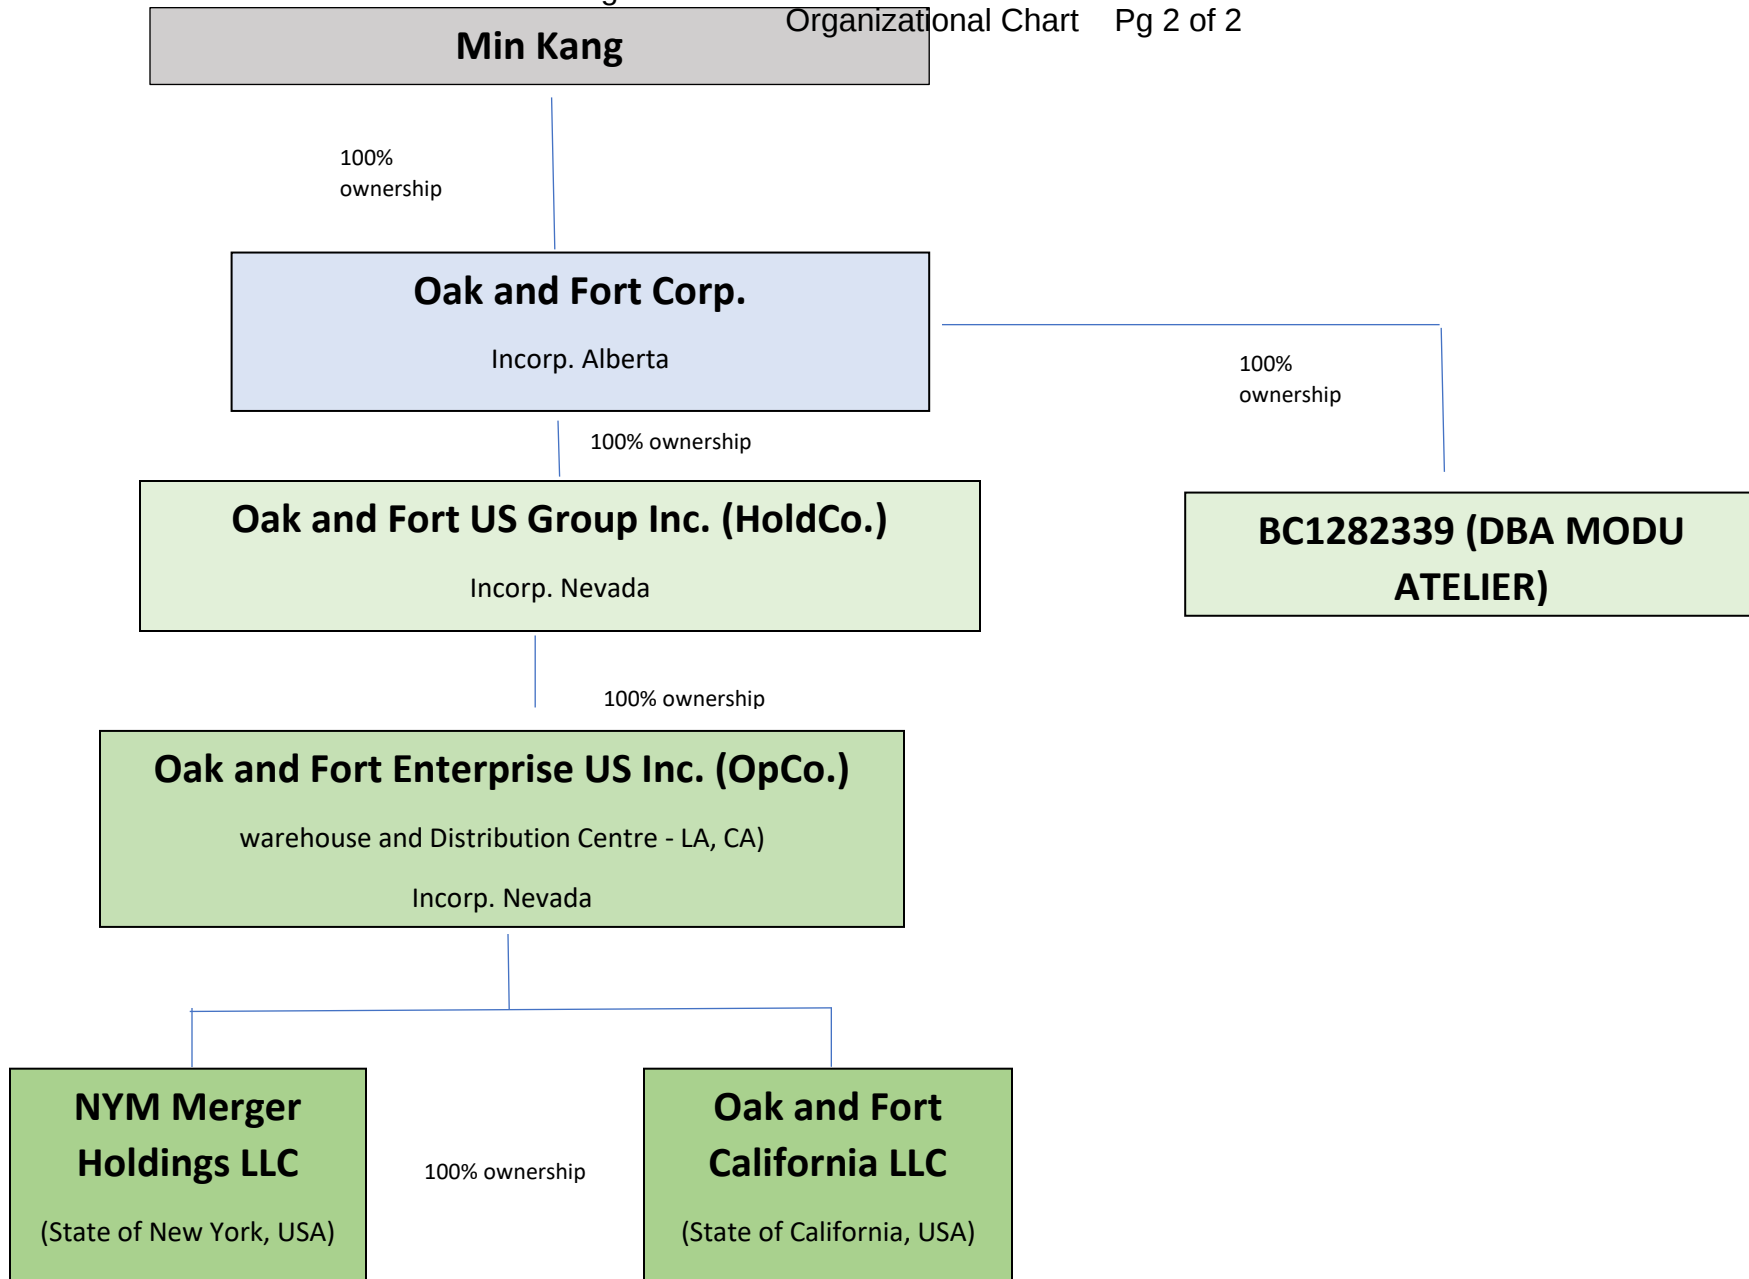 Organizational Chart Pg 2 of 2
Min Kang
100%
ownership
Oak and Fort Corp.
Incorp. Alberta
100%
ownership
100% ownership
Oak and Fort US Group Inc. (HoldCo.)
Incorp. Nevada
BC1282339 (DBA MODU
ATELIER)
100% ownership
Oak and Fort Enterprise US Inc. (OpCo.)
warehouse and Distribution Centre - LA, CA)
Incorp. Nevada
NYM Merger
Holdings LLC
(State of New York, USA)
100% ownership
Oak and Fort
California LLC
(State of California, USA)